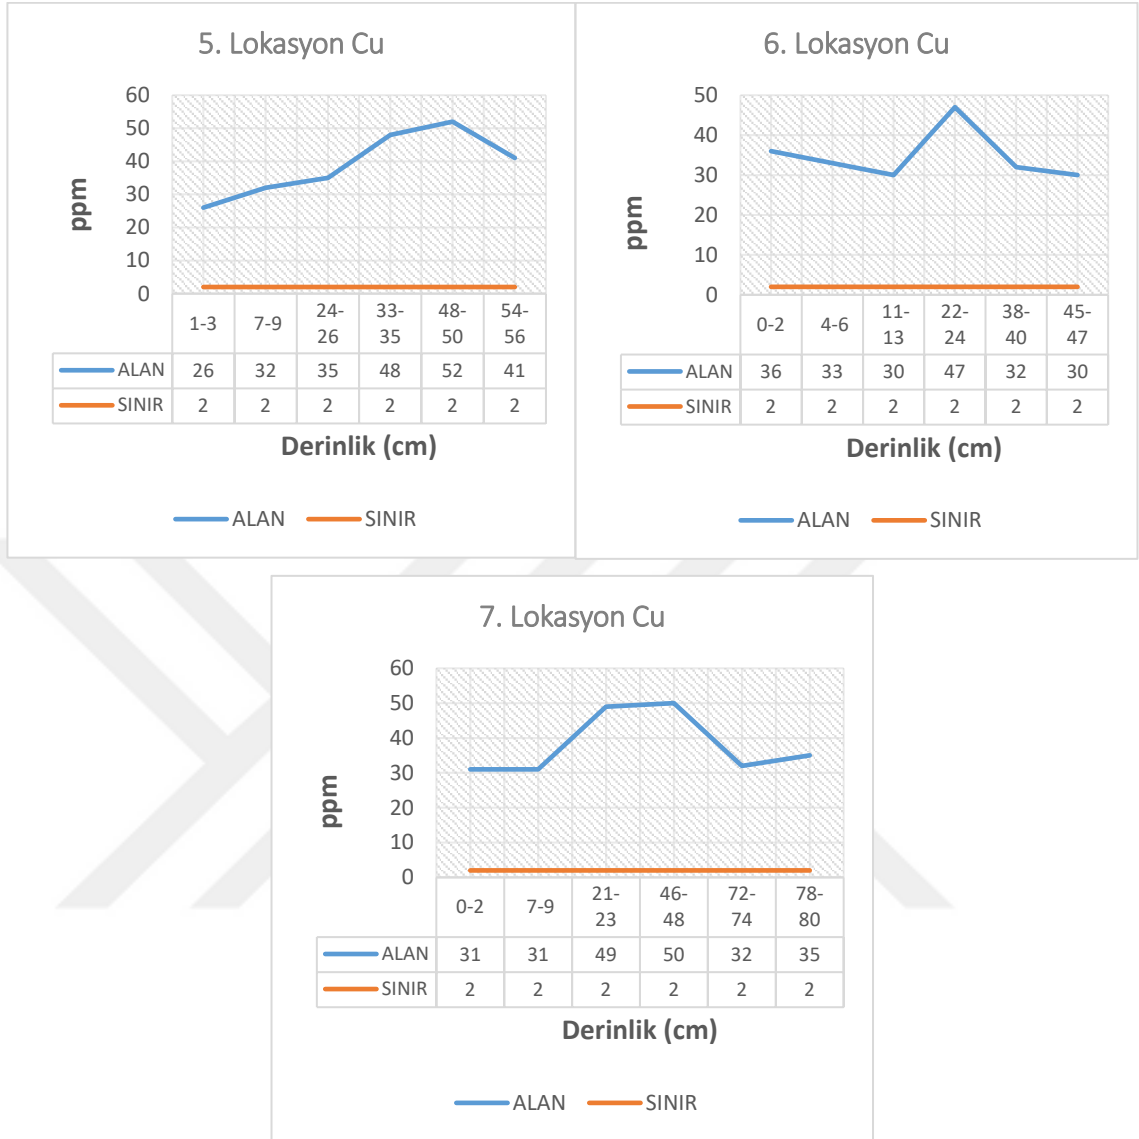 5. Lokasyon Cu
60
50
40
30
20
10
0
ppm
1-3 7-9 24-26 33-35 48-50 54-56
ALAN 26 32 35 48 52 41
SINIR 2 2 2 2 2 2
Derinlik (cm)
ALAN SINIR
6. Lokasyon Cu
50
40
30
20
10
0
ppm
0-2 4-6 11-13 22-24 38-40 45-47
ALAN 36 33 30 47 32 30
SINIR 2 2 2 2 2 2
Derinlik (cm)
ALAN SINIR
7. Lokasyon Cu
60
50
40
30
20
10
0
ppm
0-2 7-9 21-23 46-48 72-74 78-80
ALAN 31 31 49 50 32 35
SINIR 2 2 2 2 2 2
Derinlik (cm)
ALAN SINIR